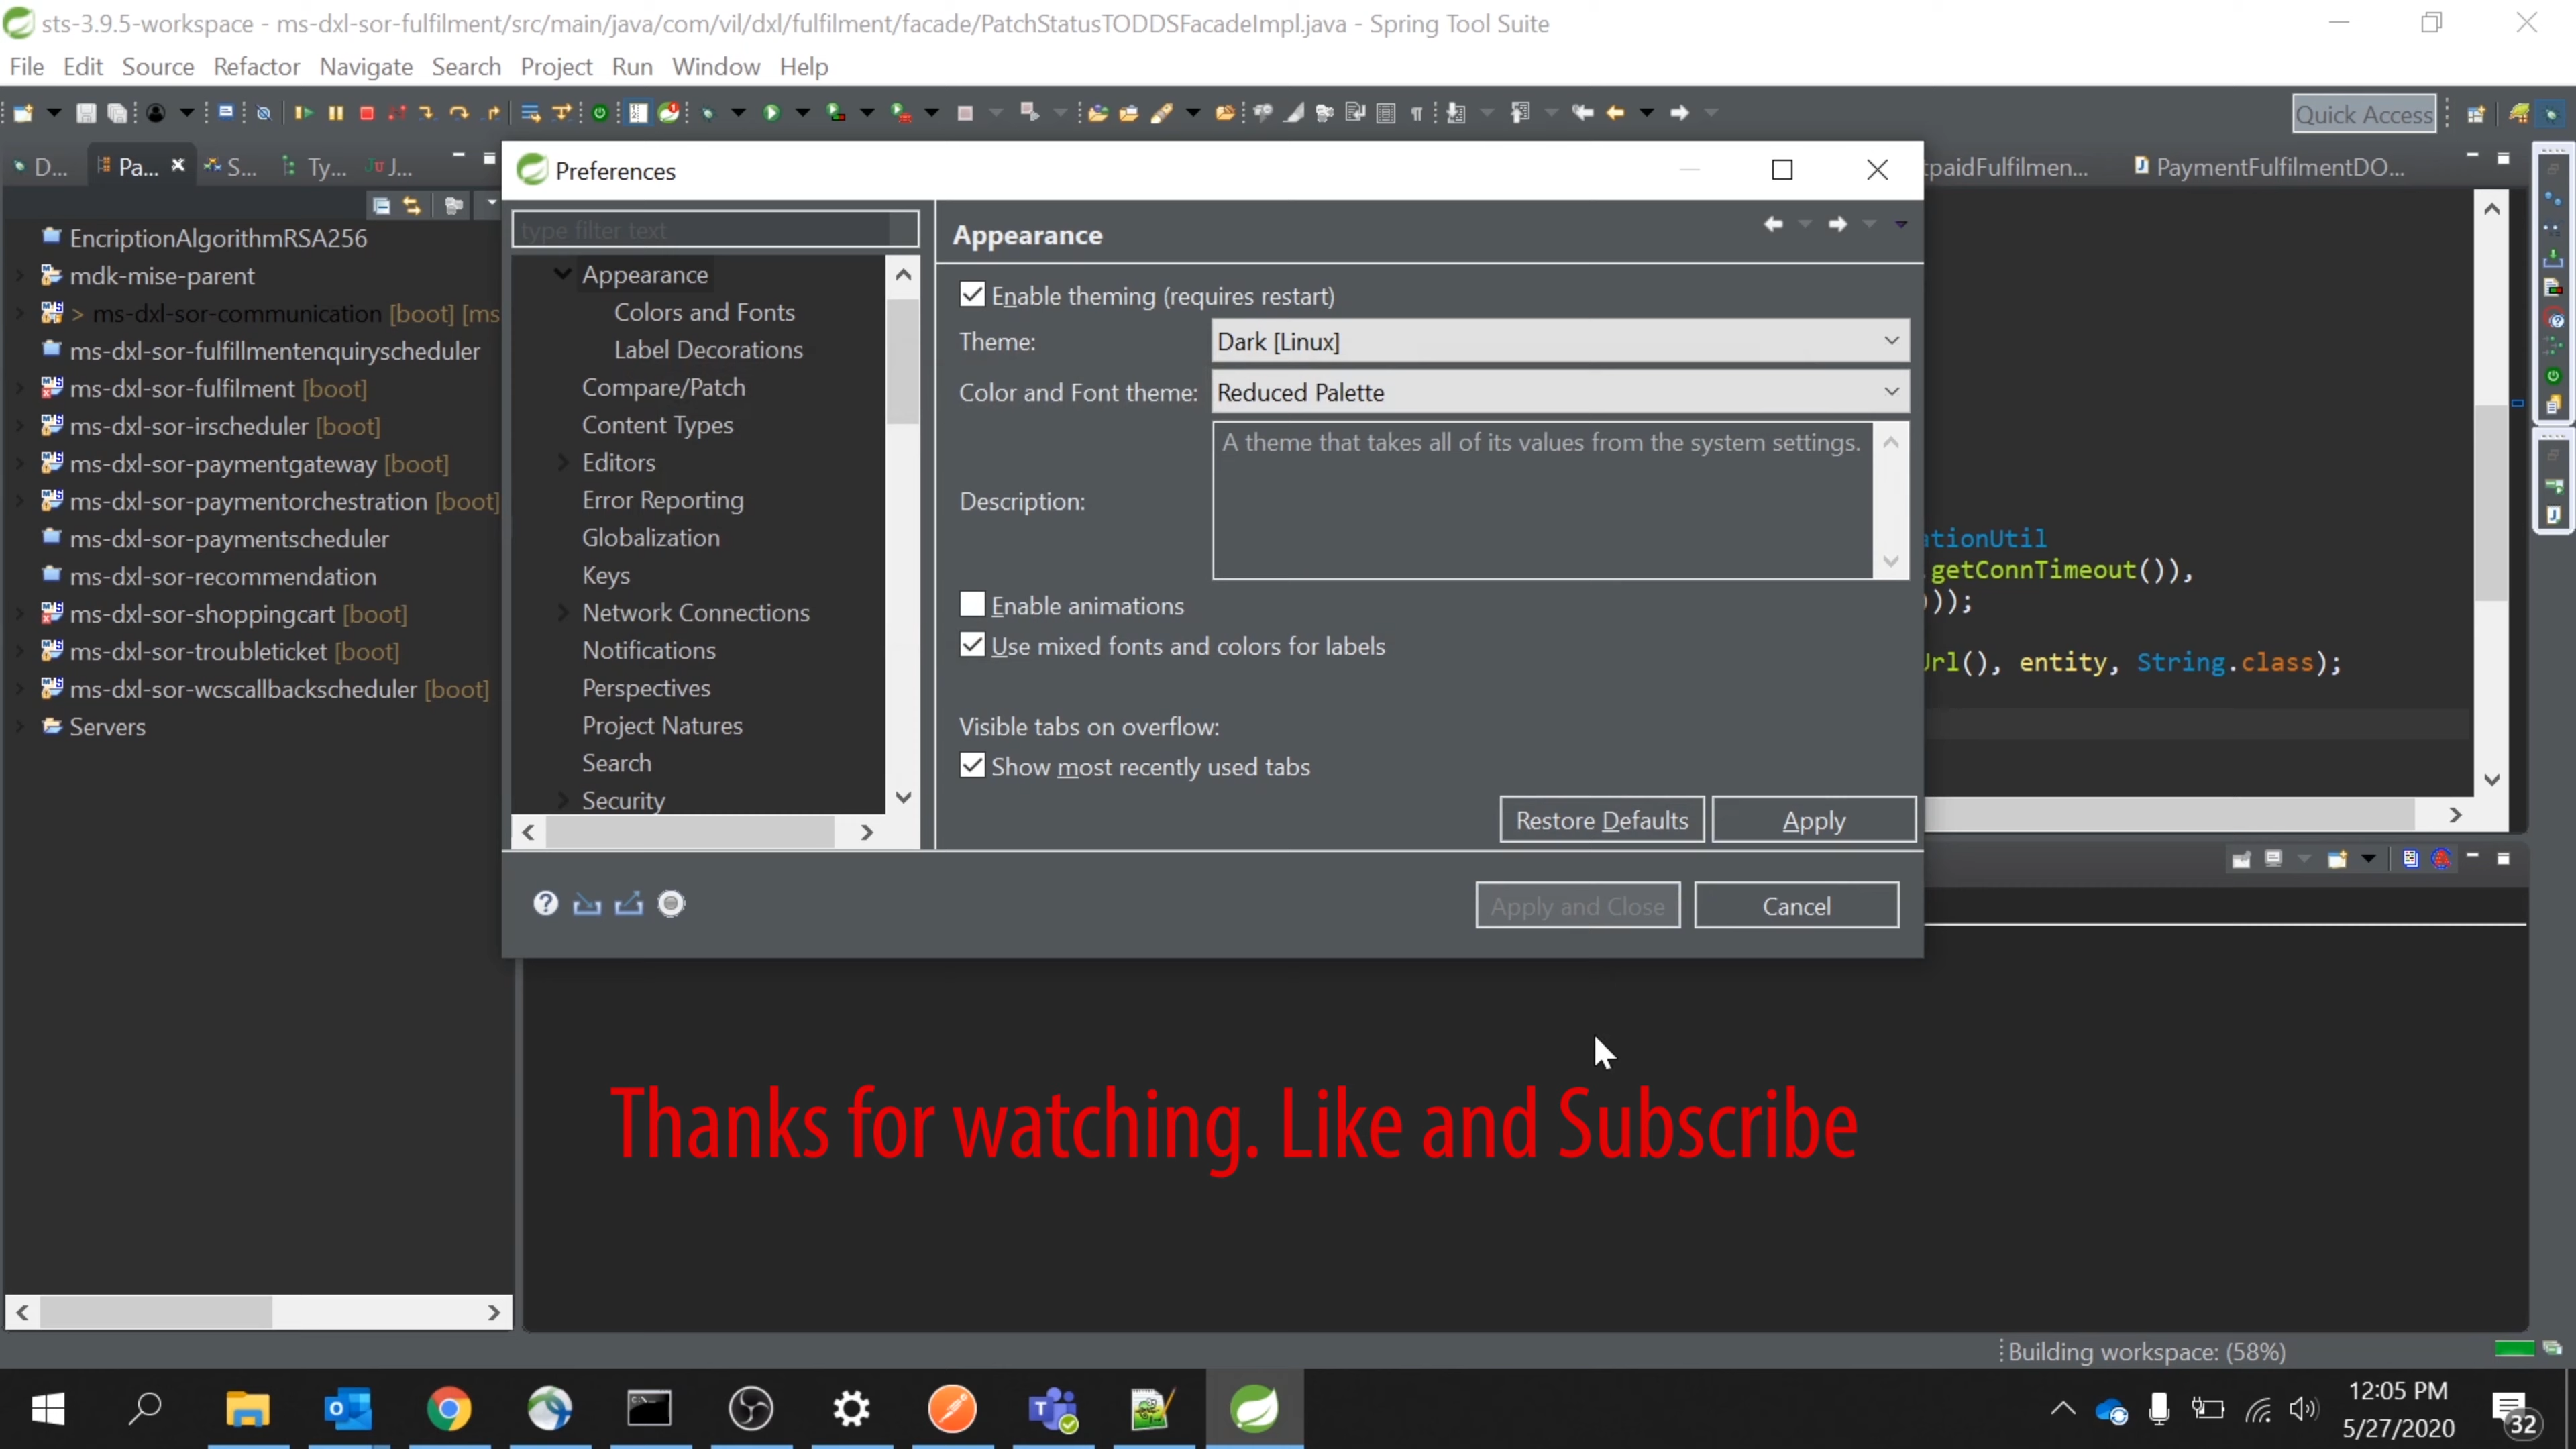 sts-3.9.5-workspace - ms-dxl-sor-fulfilment/src/main/java/com/vil/dxl/fulfilment/facade/PatchStatusTODDSFacadeImpl.java - Spring Tool Suite
File Edit Source Refactor Navigate Search Project Run Window Help
Quick Access
D... Pa... S... Ty... J...
tpaidFulfilmen... PaymentFulfilmentDO...
EncriptionAlgorithmRSA256
mdk-mise-parent
> ms-dxl-sor-communication [boot] [ms
ms-dxl-sor-fulfillmentenquiryscheduler
ms-dxl-sor-fulfilment [boot]
ms-dxl-sor-irscheduler [boot]
ms-dxl-sor-paymentgateway [boot]
ms-dxl-sor-paymentorchestration [boot]
ms-dxl-sor-paymentscheduler
ms-dxl-sor-recommendation
ms-dxl-sor-shoppingcart [boot]
ms-dxl-sor-troubleticket [boot]
ms-dxl-sor-wcscallbackscheduler [boot]
Servers
Preferences
type filter text
Appearance
Colors and Fonts
Label Decorations
Compare/Patch
Content Types
Editors
Error Reporting
Globalization
Keys
Network Connections
Notifications
Perspectives
Project Natures
Search
Security
Appearance
Enable theming (requires restart)
Theme: Dark [Linux]
Color and Font theme: Reduced Palette
Description: A theme that takes all of its values from the system settings.
Enable animations
Use mixed fonts and colors for labels
Visible tabs on overflow:
Show most recently used tabs
Restore Defaults Apply
Apply and Close Cancel
ationUtil
.getConnTimeout()),
));
Url(), entity, String.class);
Thanks for watching. Like and Subscribe
Building workspace: (58%)
12:05 PM
5/27/2020
32